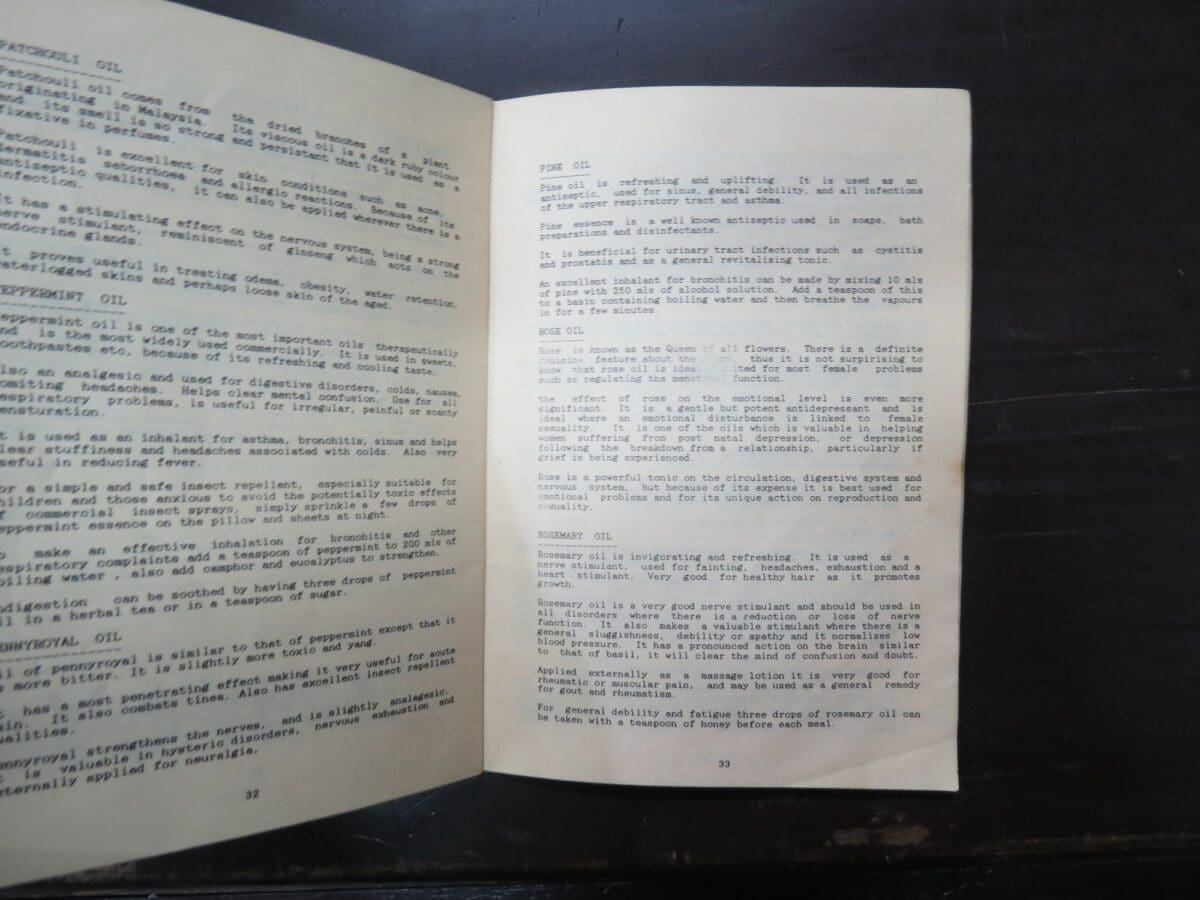 PATCHOULI OIL
Patchouli oil comes from the dried branches of a plant
originating in Malaysia. Its viscous oil is a dark ruby colour
and its smell is so strong and persistant that it is used as a
fixative in perfumes.
Patchouli is excellent for skin conditions such as acne,
dermatitis seborrhoea and allergic reactions. Because of its
antiseptic qualities, it can also be applied wherever there is a
infection.
It has a stimulating effect on the nervous system, being a strong
nerve stimulant, reminiscent of ginseng which acts on the
endocrine glands.
It proves useful in treating odema, obesity, water retention,
waterlogged skins and perhaps loose skin of the aged.
PEPPERMINT OIL
peppermint oil is one of the most important oils therapeutically
and is the most widely used commercially. It is used in sweets,
toothpastes etc, because of its refreshing and cooling taste.
also an analgesic and used for digestive disorders, colds, nausea,
vomiting headaches. Helps clear mental confusion. Use for all
respiratory problems, is useful for irregular, painful or scanty
mensturation.
It is used as an inhalant for asthma, bronchitis, sinus and helps
clear stuffiness and headaches associated with colds. Also very
useful in reducing fever.
for a simple and safe insect repellent, especially suitable for
children and those anxious to avoid the potentially toxic effects
of commercial insect sprays, simply sprinkle a few drops of
peppermint essence on the pillow and sheets at night.
To make an effective inhalation for bronchitis and other
respiratory complaints add a teaspoon of peppermint to 200 mls of
boiling water , also add camphor and eucalyptus to strengthen.
indigestion can be soothed by having three drops of peppermint
oil in a herbal tea or in a teaspoon of sugar.
PENNYROYAL OIL
oil of pennyroyal is similar to that of peppermint except that it
is more bitter. It is slightly more toxic and yang.
It has a most penetrating effect making it very useful for acute
pain. It also combats tinea. Also has excellent insect repellent
qualities.
Pennyroyal strengthens the nerves, and is slightly analagesic.
It is valuable in hysteric disorders, nervous exhaustion and
externally applied for neuralgia.
32
PINE OIL
Pine oil is refreshing and uplifting. It is used as an
antiseptic, used for sinus, general debility, and all infections
of the upper respiratory tract and asthma.
Pine essence is a well known antiseptic used in soaps, bath
preparations and disinfectants.
It is beneficial for urinary tract infections such as cystitis
and prostatis and as a general revitalising tonic.
An excellent inhalant for bronchitis can be made by mixing 10 mls
of pine with 250 mls of alcohol solution. Add a teaspoon of this
to a basin containing boiling water and then breathe the vapours
in for a few minutes.
ROSE OIL
Rose is known as the Queen of all flowers. There is a definite
feminine feature about the thus it is not surpirising to
know that rose oil is for most female problems
such as regulating the menstrual function.
the effect of rose on the emotional level is even more
significant. It is a gentle but potent antidepressant and is
ideal where an emotional disturbance is linked to female
sexuality. It is one of the oils which is valuable in helping
women suffering from post natal depression, or depression
following the breakdown from a relationship, particularly if
grief is being experienced.
Rose is a powerful tonic on the circulation, digestive system and
nervous system, but because of its expense it is best used for
emotional problems and for its unique action on reproduction and
sexuality.
ROSEMARY OIL
Rosemary oil is invigorating and refreshing. It is used as a
nerve stimulant, used for fainting, headaches, exhaustion and a
heart stimulant. Very good for healthy hair as it promotes
growth.
Rosemary oil is a very good nerve stimulant and should be used in
all disorders where there is a reduction or loss of nerve
function. It also makes a valuable stimulant where there is a
general sluggishness, debility or apathy and it normalises low
blood pressure. It has a pronounced action on the brain similar
to that of basil, it will clear the mind of confusion and doubt.
Applied externally as a massage lotion it is very good for
rheumatic or muscular pain, and may be used as a general remedy
for gout and rheumatism.
For general debility and fatigue three drops of rosemary oil can
be taken with a teaspoon of honey before each meal.
33